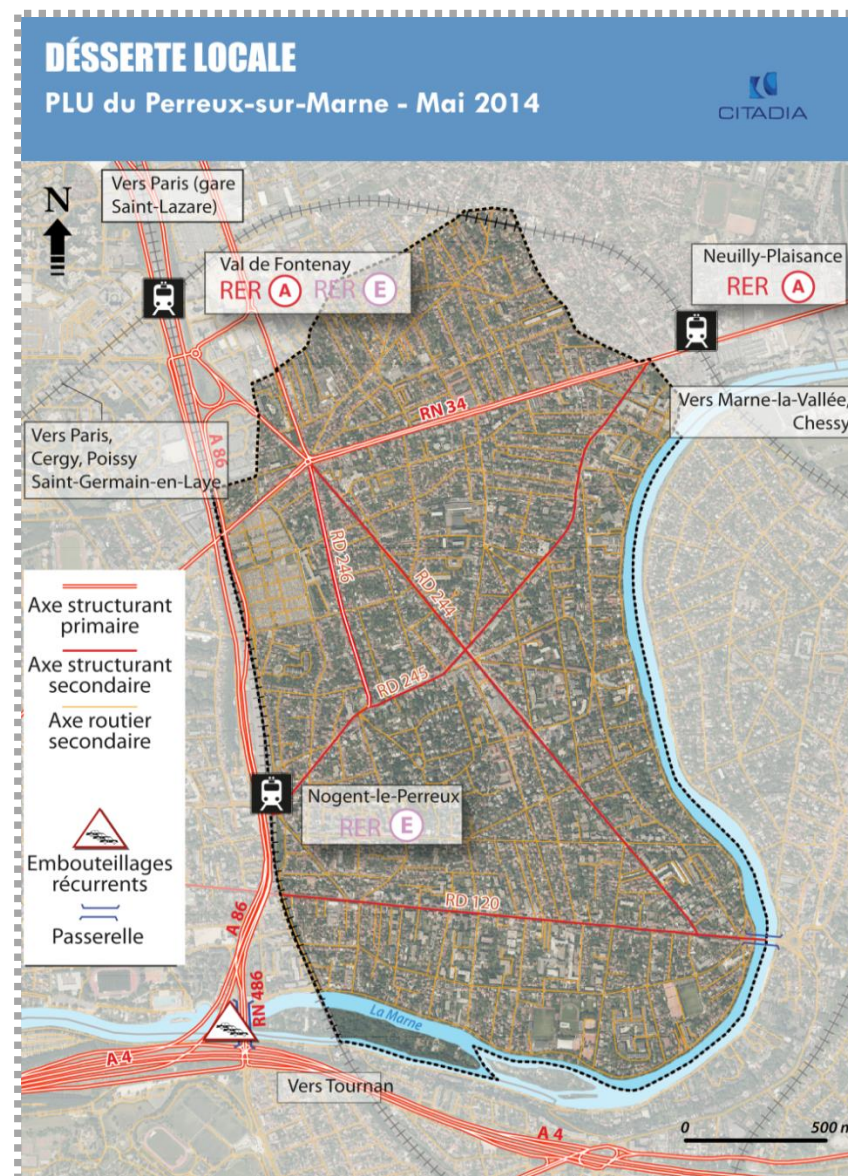 DÉSSERTE LOCALE
PLU du Perreux-sur-Marne - Mai 2014
CITADIA
N
Vers Paris (gare
Saint-Lazare)
Val de Fontenay
RER A RER E
Neuilly-Plaisance
RER A
Vers Marne-la-Vallée,
Chessy
Vers Paris,
Cergy, Poissy
Saint-Germain-en-Laye
A 86
RN 34
RD 246
RD 244
RD 245
Axe structurant
primaire
Axe structurant
secondaire
Axe routier
secondaire
Embouteillages
récurrents
Passerelle
Nogent-le-Perreux
RER E
RD 120
A 86
RN 486
La Marne
A 4
Vers Tournan
A 4
0 500 m